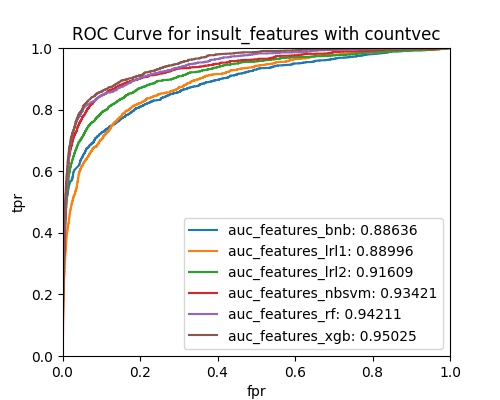 ROC Curve for insult_features with countvec
1.0
0.8
0.6
0.4
0.2
0.0
tpr
auc_features_bnb: 0.88636
auc_features_lrl1: 0.88996
auc_features_lrl2: 0.91609
auc_features_nbsvm: 0.93421
auc_features_rf: 0.94211
auc_features_xgb: 0.95025
0.0 0.2 0.4 0.6 0.8 1.0
fpr